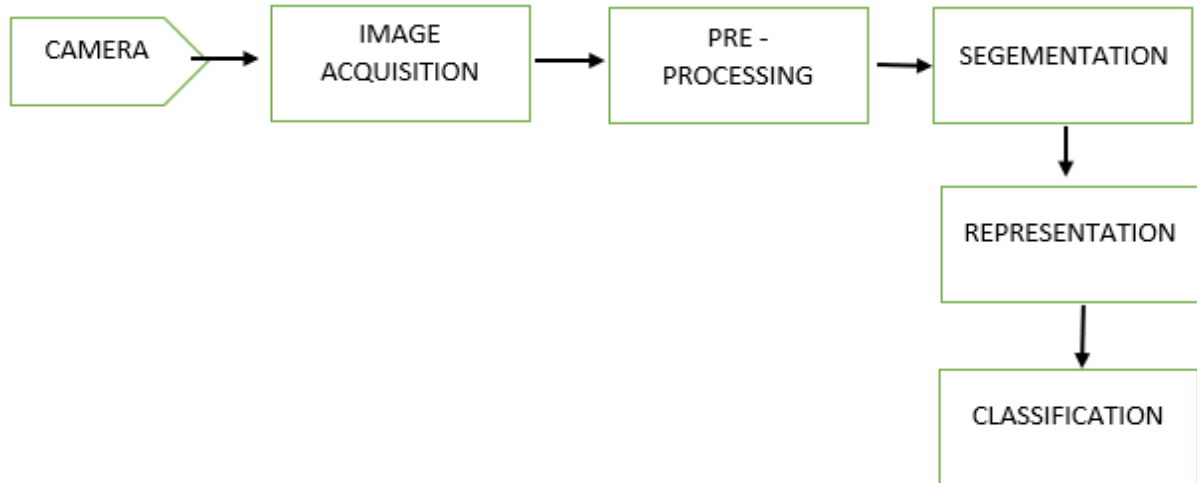 CAMERA
IMAGE
ACQUISITION
PRE -
PROCESSING
SEGEMENTATION
REPRESENTATION
CLASSIFICATION